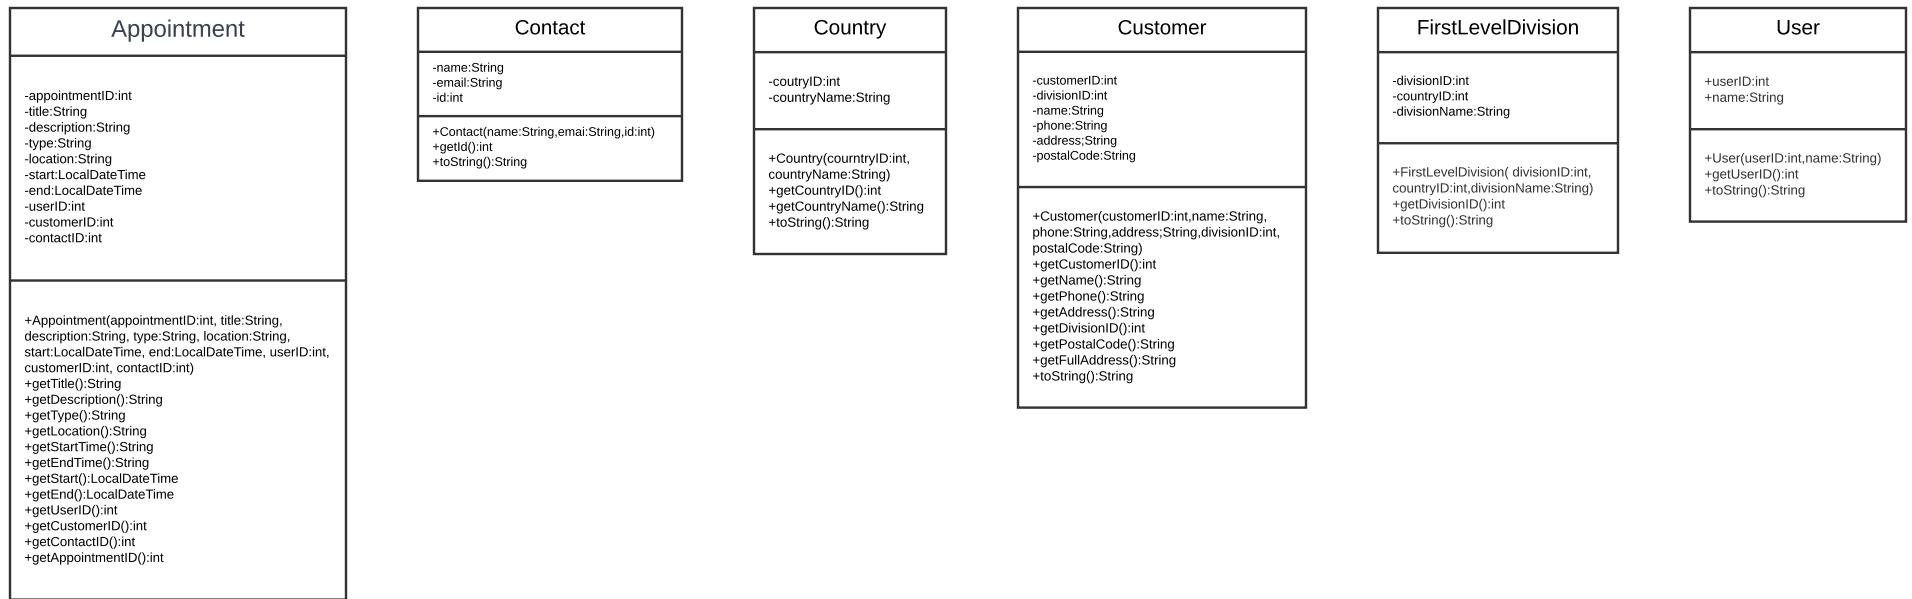 Appointment
-appointmentID:int
-title:String
-description:String
-type:String
-location:String
-start:LocalDateTime
-end:LocalDateTime
-userID:int
-customerID:int
-contactID:int
+Appointment(appointmentID:int, title:String,
description:String, type:String, location:String,
start:LocalDateTime, end:LocalDateTime, userID:int,
customerID:int, contactID:int)
+getTitle():String
+getDescription():String
+getType():String
+getLocation():String
+getStartTime():String
+getEndTime():String
+getStart():LocalDateTime
+getEnd():LocalDateTime
+getUserID():int
+getCustomerID():int
+getContactID():int
+getAppointmentID():int
Contact
-name:String
-email:String
-id:int
+Contact(name:String,emai:String,id:int)
+getId():int
+toString():String
Country
-coutryID:int
-countryName:String
+Country(courntryID:int,
countryName:String)
+getCountryID():int
+getCountryName():String
+toString():String
Customer
-customerID:int
-divisionID:int
-name:String
-phone:String
-address;String
-postalCode:String
+Customer(customerID:int,name:String,
phone:String,address;String,divisionID:int,
postalCode:String)
+getCustomerID():int
+getName():String
+getPhone():String
+getAddress():String
+getDivisionID():int
+getPostalCode():String
+getFullAddress():String
+toString():String
FirstLevelDivision
-divisionID:int
-countryID:int
-divisionName:String
+FirstLevelDivision( divisionID:int,
countryID:int,divisionName:String)
+getDivisionID():int
+toString():String
User
+userID:int
+name:String
+User(userID:int,name:String)
+getUserID():int
+toString():String